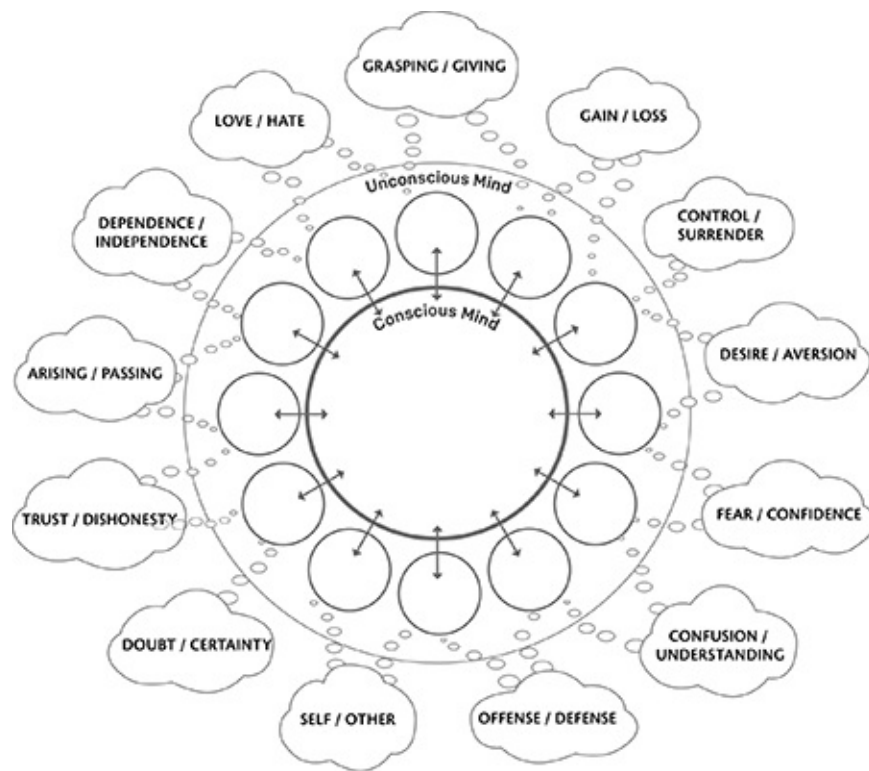 GRASPING / GIVING
LOVE / HATE
GAIN / LOSS
Unconscious Mind
DEPENDENCE /
INDEPENDENCE
CONTROL /
SURRENDER
Conscious Mind
ARISING / PASSING
DESIRE / AVERSION
TRUST / DISHONESTY
FEAR / CONFIDENCE
DOUBT / CERTAINTY
CONFUSION /
UNDERSTANDING
SELF / OTHER
OFFENSE / DEFENSE